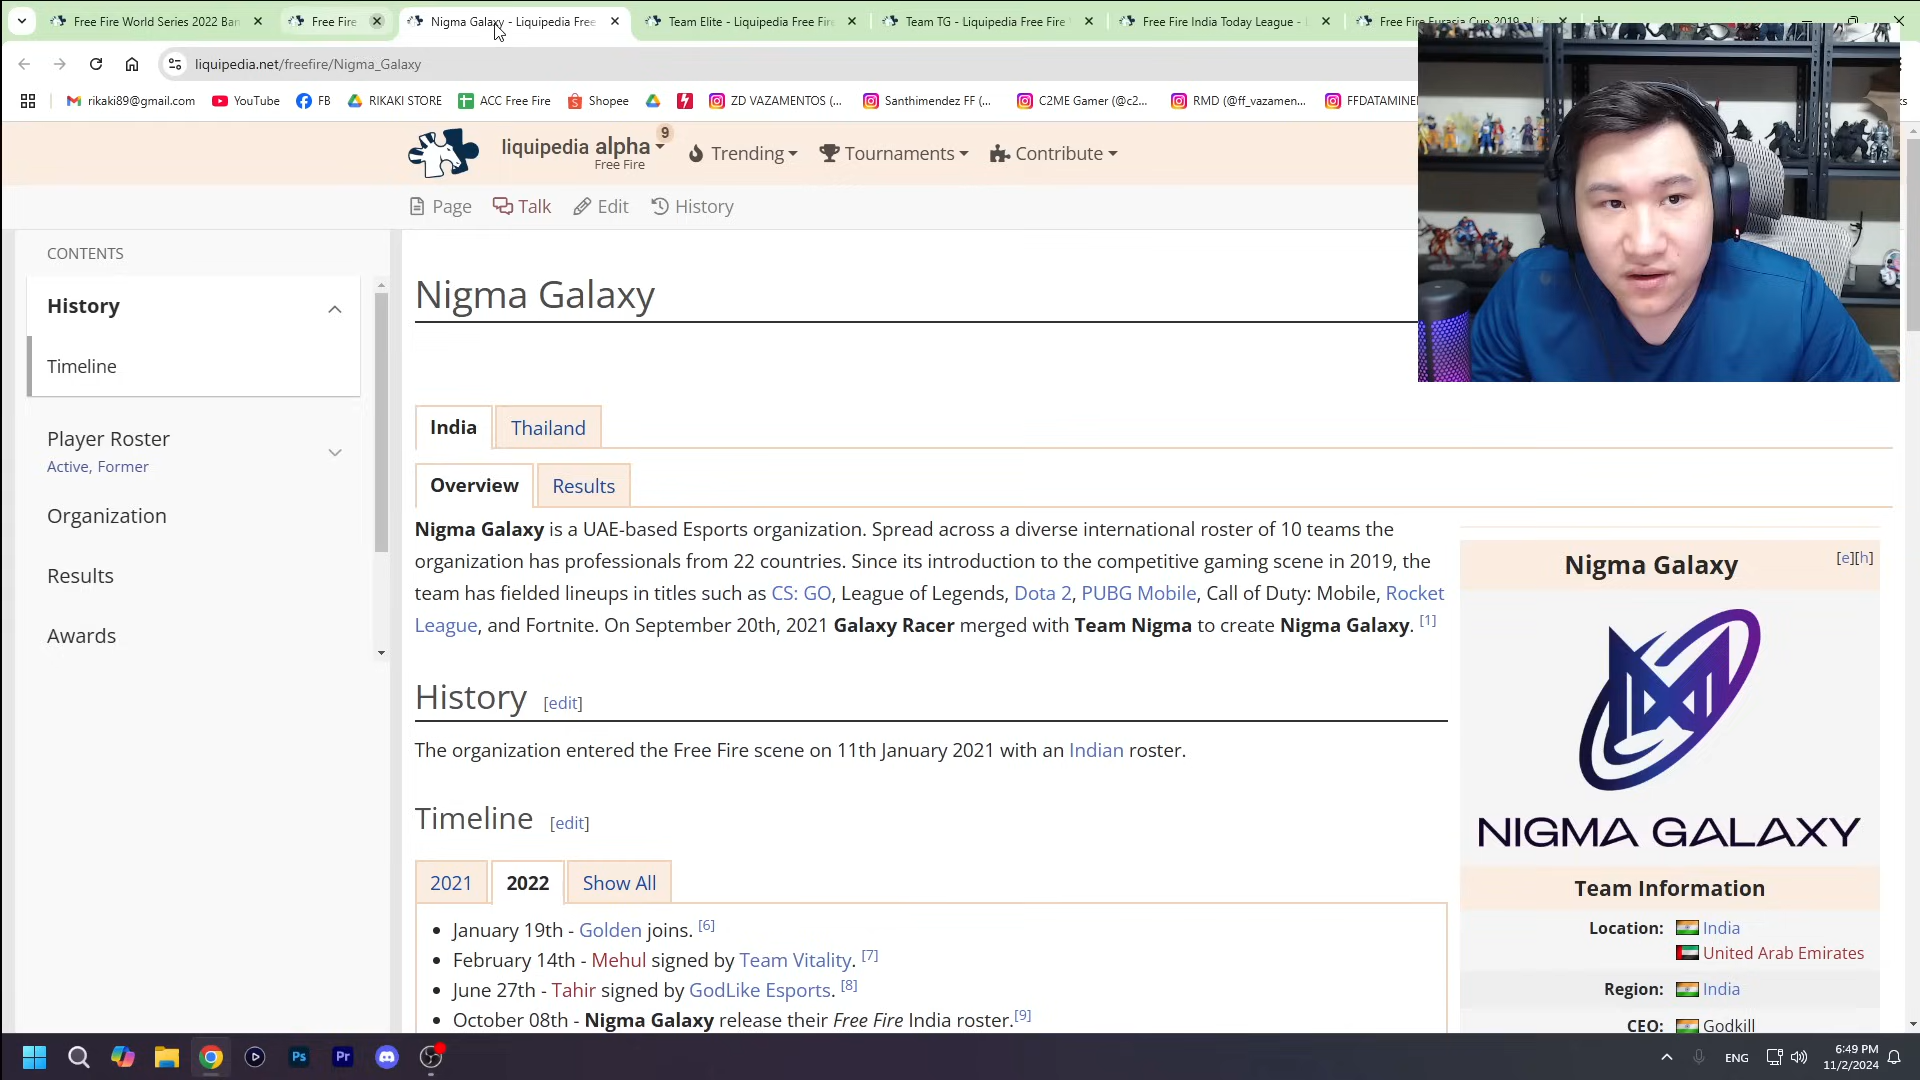 Free Fire World Series 2022 Ban
Free Fire
Nigma Galaxy - Liquipedia Free
Team Elite - Liquipedia Free Fire
Team TG - Liquipedia Free Fire
Free Fire India Today League -
Free Fire Eurasia Cup 2019 - Li
liquipedia.net/freefire/Nigma_Galaxy
rikaki89@gmail.com
YouTube
FB
RIKAKI STORE
ACC Free Fire
Shopee
ZD VAZAMENTOS (...
Santhimendez FF (...
C2ME Gamer (@c2...
RMD (@ff_vazamen...
FFDATAMINE
liquipedia alpha
9
Free Fire
Trending
Tournaments
Contribute
Page
Talk
Edit
History
CONTENTS
History
Timeline
Player Roster
Active, Former
Organization
Results
Awards
Nigma Galaxy
India
Thailand
Overview
Results
Nigma Galaxy is a UAE-based Esports organization. Spread across a diverse international roster of 10 teams the
organization has professionals from 22 countries. Since its introduction to the competitive gaming scene in 2019, the
team has fielded lineups in titles such as CS: GO, League of Legends, Dota 2, PUBG Mobile, Call of Duty: Mobile, Rocket
League, and Fortnite. On September 20th, 2021 Galaxy Racer merged with Team Nigma to create Nigma Galaxy. [1]
History [edit]
The organization entered the Free Fire scene on 11th January 2021 with an Indian roster.
Timeline [edit]
2021
2022
Show All
• January 19th - Golden joins. [6]
• February 14th - Mehul signed by Team Vitality. [7]
• June 27th - Tahir signed by GodLike Esports. [8]
• October 08th - Nigma Galaxy release their Free Fire India roster.[9]
Nigma Galaxy
[e][h]
NIGMA GALAXY
Team Information
Location: India
United Arab Emirates
Region: India
CEO: Godkill
Ps
Pr
ENG
6:49 PM
11/2/2024